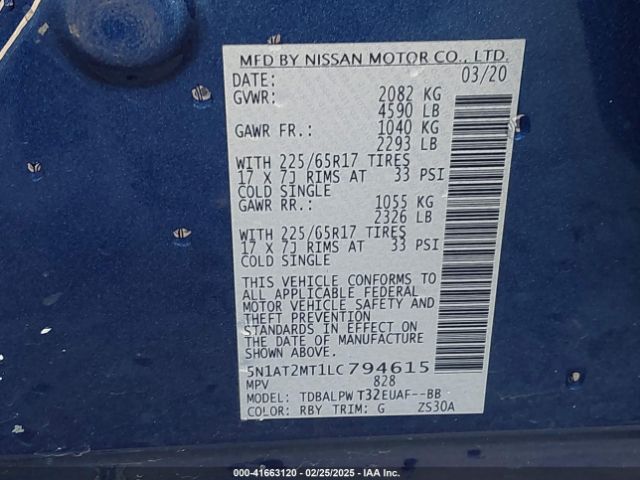 MFD BY NISSAN MOTOR CO., LTD.
DATE: 03/20
GVWR: 2082 KG
4590 LB
GAWR FR.: 1040 KG
2293 LB
WITH 225/65R17 TIRES
17 X 7J RIMS AT 33 PSI
COLD SINGLE
GAWR RR.: 1055 KG
2326 LB
WITH 225/65R17 TIRES
17 X 7J RIMS AT 33 PSI
COLD SINGLE
THIS VEHICLE CONFORMS TO
ALL APPLICABLE FEDERAL
MOTOR VEHICLE SAFETY AND
THEFT PREVENTION
STANDARDS IN EFFECT ON
THE DATE OF MANUFACTURE
SHOWN ABOVE.
5N1AT2MT1LC794615
MPV 828
MODEL: TDBALPW T32EUAF--BB
COLOR: RBY TRIM: G ZS30A
000-41663120 - 02/25/2025 - IAA Inc.